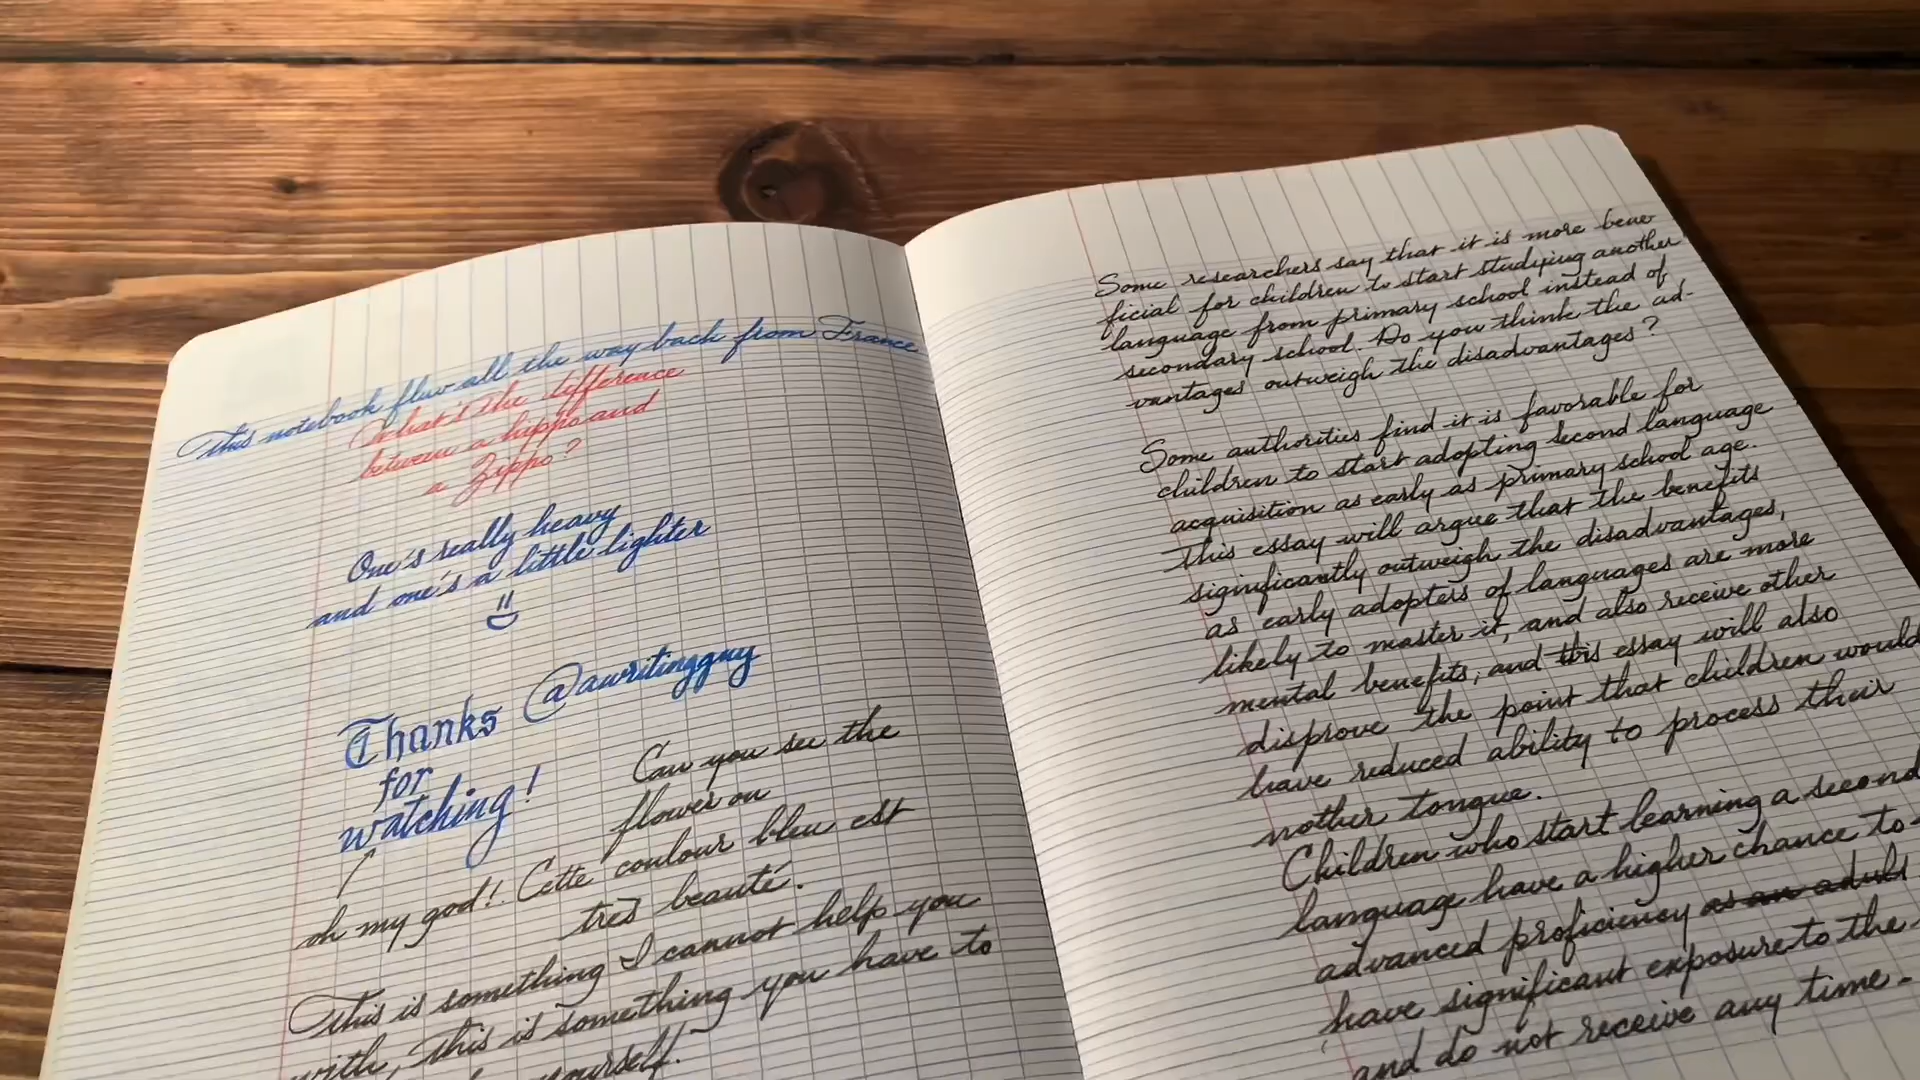 This notebook flew all the way back from France
What's the difference
between a hippo and
a Zippo?
One's really heavy
and one's a little lighter
Thanks @awritingguy
for
watching!
Can you see the
flower on
oh my god! Cette coulour bleu est
très beauté.
This is something I cannot help you
with, this is something you have to
yourself!
Some researchers say that it is more bene
ficial for children to start studying another
language from primary school instead of
secondary school. Do you think the ad-
vantages outweigh the disadvantages?
Some authorities find it is favorable for
children to start adopting second language
acquisition as early as primary school age.
This essay will argue that the benefits
significantly outweigh the disadvantages,
as early adopters of languages are more
likely to master it, and also receive other
mental benefits, and this essay will also
disprove the point that children would
have reduced ability to process their
mother tongue.
Children who start learning a second
language have a higher chance to
advanced proficiency as an adult
have significant exposure to the
and do not receive any time-